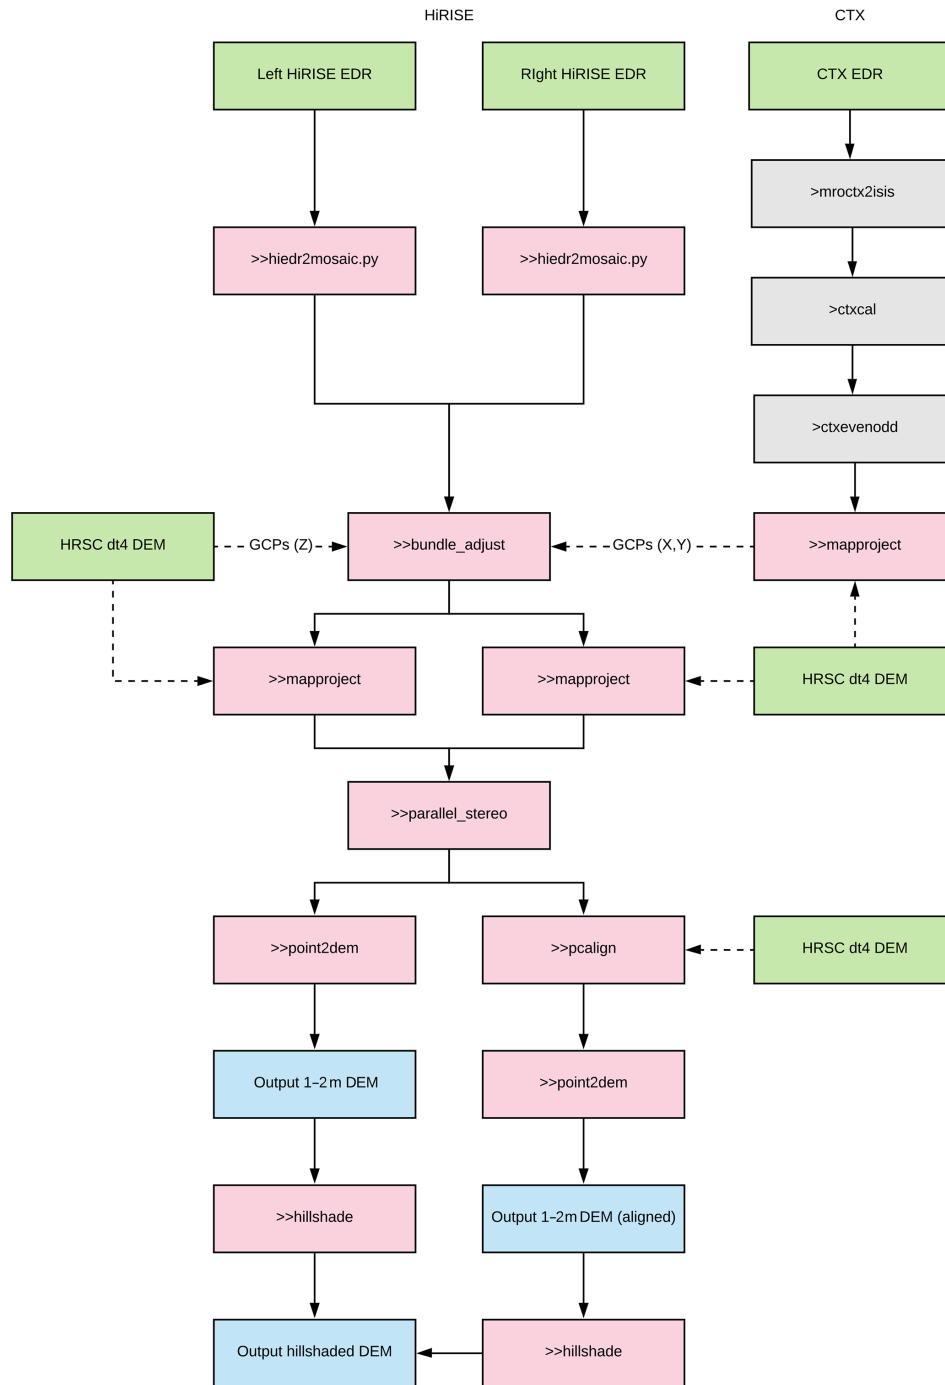 HiRISE
CTX
Left HiRISE EDR
RIght HiRISE EDR
CTX EDR
>mroctx2isis
>>hiedr2mosaic.py
>>hiedr2mosaic.py
>ctxcal
>ctxevenodd
HRSC dt4 DEM
GCPs (Z)
>>bundle_adjust
GCPs (X,Y)
>>mapproject
>>mapproject
>>mapproject
HRSC dt4 DEM
>>parallel_stereo
>>point2dem
>>pcalign
HRSC dt4 DEM
Output 1–2 m DEM
>>point2dem
>>hillshade
Output 1–2m DEM (aligned)
Output hillshaded DEM
>>hillshade